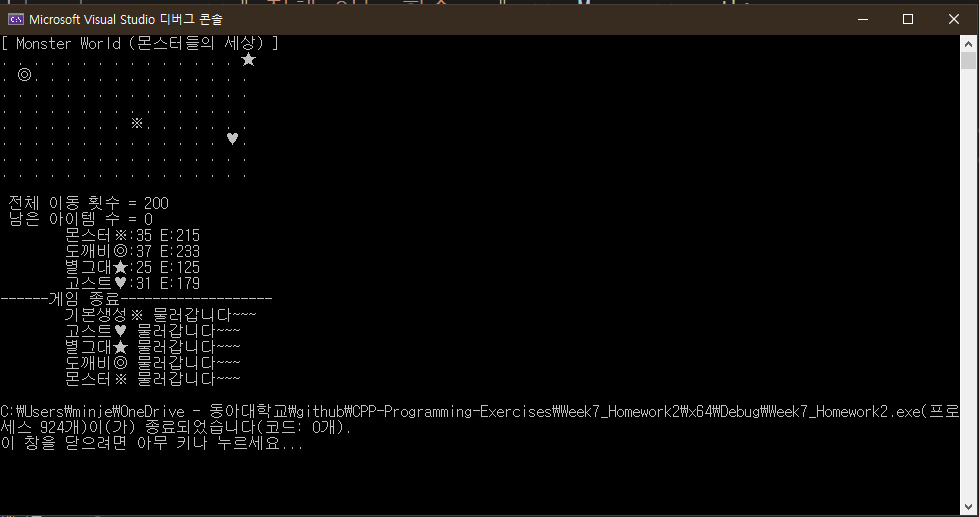 Microsoft Visual Studio 디버그 콘솔
[ Monster World (몬스터들의 세상) ]
. . . . . . . . . . . . . . . ★
. ◎. . . . . . . . . . . . . .
. . . . . . . . . . . . . . . .
. . . . . . . . . . . . . . . .
. . . . . . . . ※. . . . . . .
. . . . . . . . . . . . . . ♥.
. . . . . . . . . . . . . . . .
. . . . . . . . . . . . . . . .
전체 이동 횟수 = 200
남은 아이템 수 = 0
몬스터※:35 E:215
도깨비◎:37 E:233
별그대★:25 E:125
고스트♥:31 E:179
------게임 종료-------------------
기본생성※ 물러갑니다~~~
고스트♥ 물러갑니다~~~
별그대★ 물러갑니다~~~
도깨비◎ 물러갑니다~~~
몬스터※ 물러갑니다~~~
C:₩Users₩minje₩OneDrive - 동아대학교₩github₩CPP-Programming-Exercises₩Week7_Homework2₩x64₩Debug₩Week7_Homework2.exe(프로
세스 924개)이(가) 종료되었습니다(코드: 0개).
이 창을 닫으려면 아무 키나 누르세요...